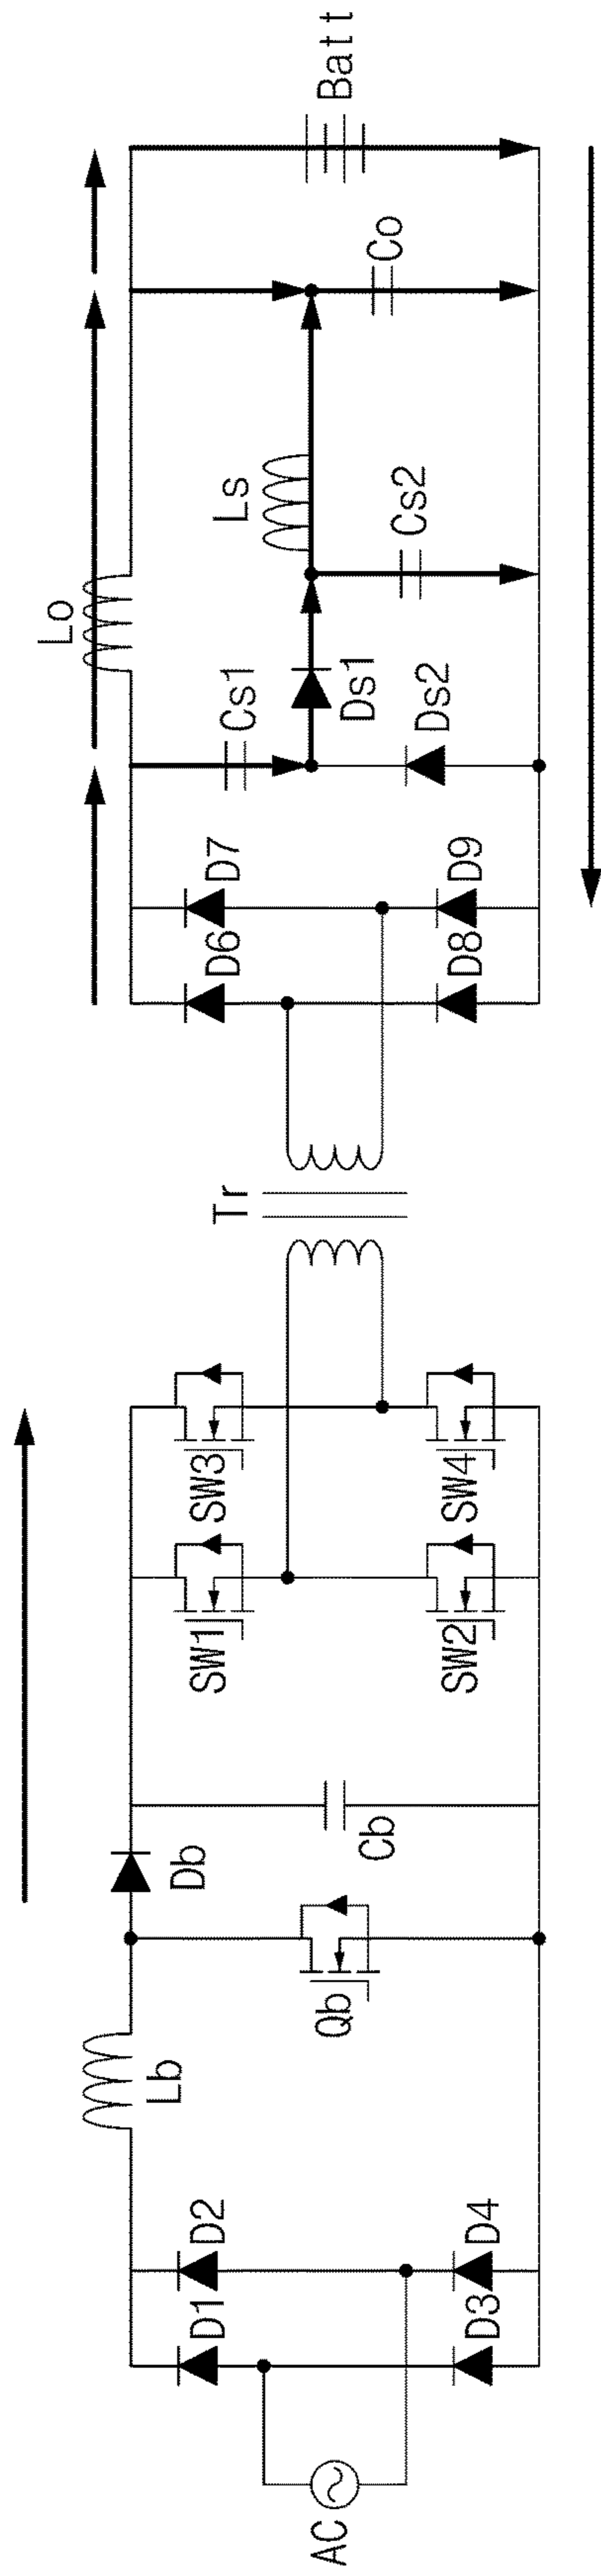 AC
D1
D2
D3
D4
Lb
Qb
Db
Cb
SW1
SW2
SW3
SW4
Tr
D6
D7
D8
D9
Cs1
Ds1
Ds2
Lo
Ls
Cs2
Co
Batt